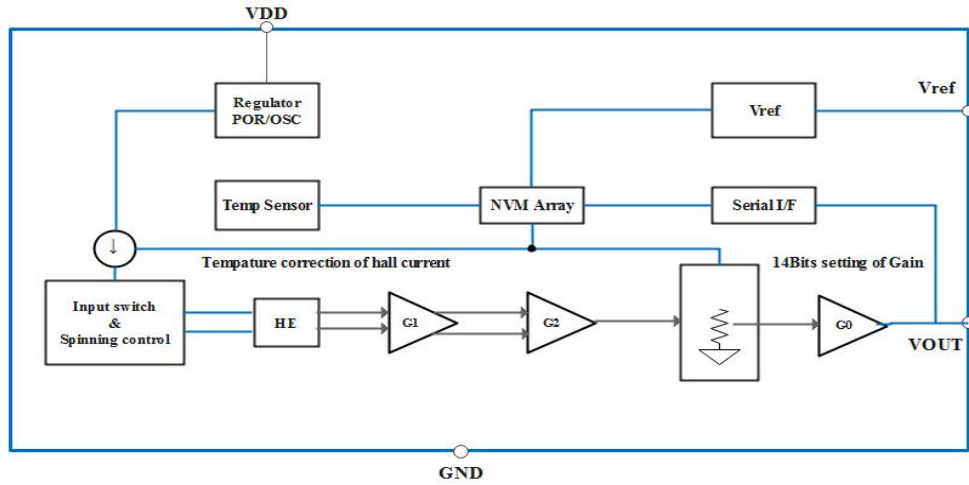 VDD
Regulator
POR/OSC
Vref
Vref
Temp Sensor
NVM Array
Serial I/F
↓
Tempature correction of hall current
14Bits setting of Gain
Input switch
&
Spinning control
HE
G1
G2
G0
VOUT
GND